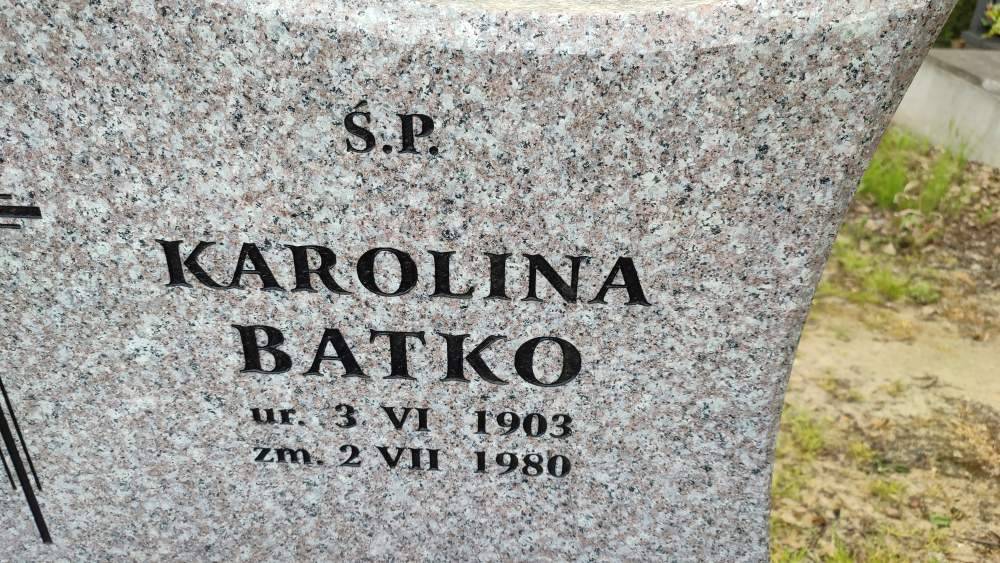 Ś.P.
KAROLINA
BATKO
ur. 3 VI 1903
zm. 2 VII 1980